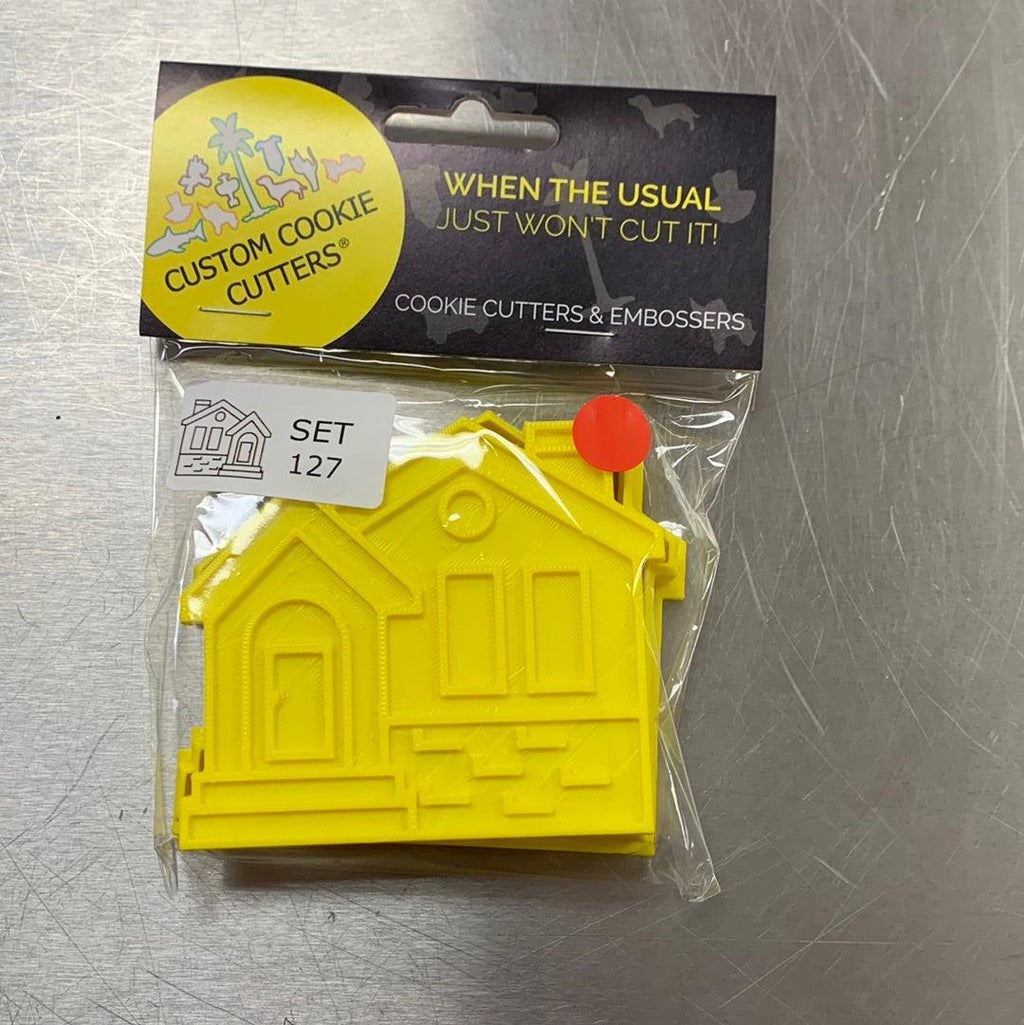 CUSTOM COOKIE
CUTTERS®
WHEN THE USUAL
JUST WON'T CUT IT!
COOKIE CUTTERS & EMBOSSERS
SET
127